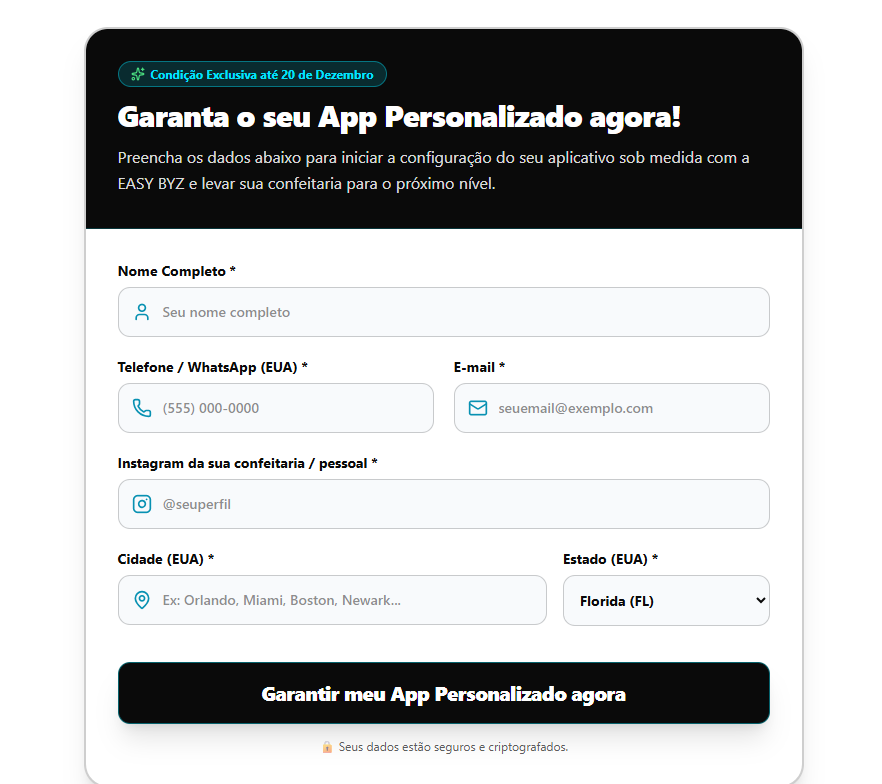 Condição Exclusiva até 20 de Dezembro
Garanta o seu App Personalizado agora!
Preencha os dados abaixo para iniciar a configuração do seu aplicativo sob medida com a
EASY BYZ e levar sua confeitaria para o próximo nível.
Nome Completo *
Seu nome completo
Telefone / WhatsApp (EUA) *
(555) 000-0000
E-mail *
seuemail@exemplo.com
Instagram da sua confeitaria / pessoal *
@seuperfil
Cidade (EUA) *
Ex: Orlando, Miami, Boston, Newark...
Estado (EUA) *
Florida (FL)
Garantir meu App Personalizado agora
Seus dados estão seguros e criptografados.